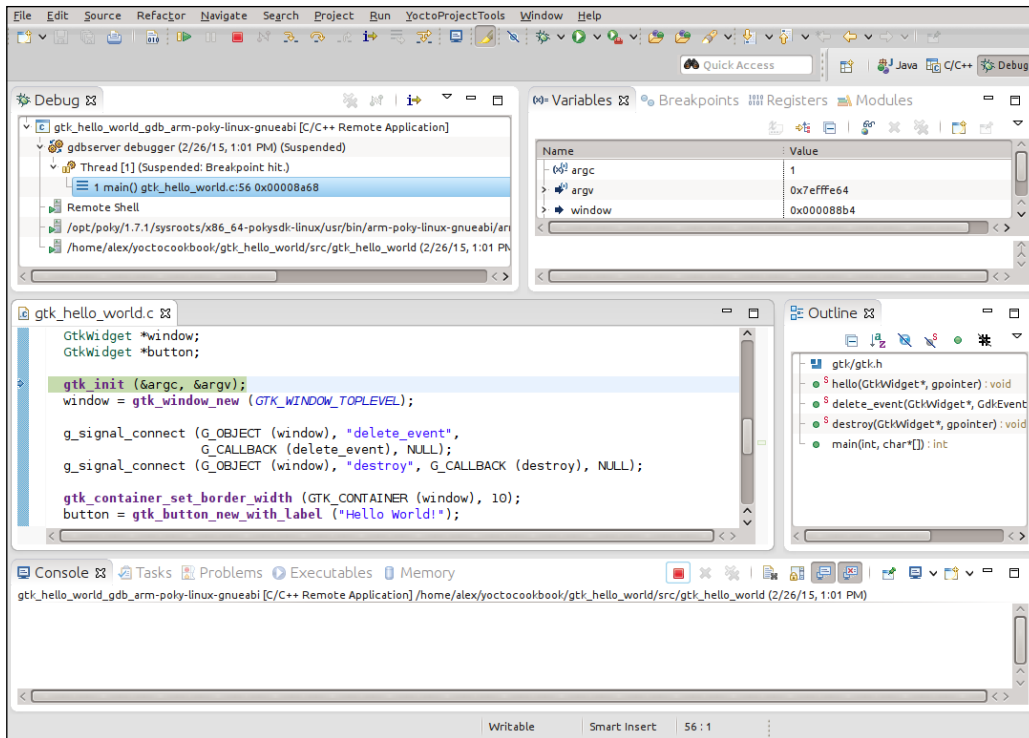 File Edit Source Refactor Navigate Search Project Run YoctoProjectTools Window Help
Quick Access Java C/C++ Debug
Debug
gtk_hello_world_gdb_arm-poky-linux-gnueabi [C/C++ Remote Application]
gdbserver debugger (2/26/15, 1:01 PM) (Suspended)
Thread [1] (Suspended: Breakpoint hit.)
1 main() gtk_hello_world.c:56 0x00008a68
Remote Shell
/opt/poky/1.7.1/sysroots/x86_64-pokysdk-linux/usr/bin/arm-poky-linux-gnueabi/arm
/home/alex/yoctocookbook/gtk_hello_world/src/gtk_hello_world (2/26/15, 1:01 PM
(x)= Variables Breakpoints Registers Modules
Name Value
argc 1
argv 0x7efffe64
window 0x000088b4
gtk_hello_world.c
GtkWidget *window;
GtkWidget *button;
gtk_init (&argc, &argv);
window = gtk_window_new (GTK_WINDOW_TOPLEVEL);
g_signal_connect (G_OBJECT (window), "delete_event",
G_CALLBACK (delete_event), NULL);
g_signal_connect (G_OBJECT (window), "destroy", G_CALLBACK (destroy), NULL);
gtk_container_set_border_width (GTK_CONTAINER (window), 10);
button = gtk_button_new_with_label ("Hello World!");
Outline
gtk/gtk.h
hello(GtkWidget*, gpointer) : void
delete_event(GtkWidget*, GdkEvent
destroy(GtkWidget*, gpointer) : void
main(int, char*[]) : int
Console Tasks Problems Executables Memory
gtk_hello_world_gdb_arm-poky-linux-gnueabi [C/C++ Remote Application] /home/alex/yoctocookbook/gtk_hello_world/src/gtk_hello_world (2/26/15, 1:01 PM)
Writable Smart Insert 56 : 1